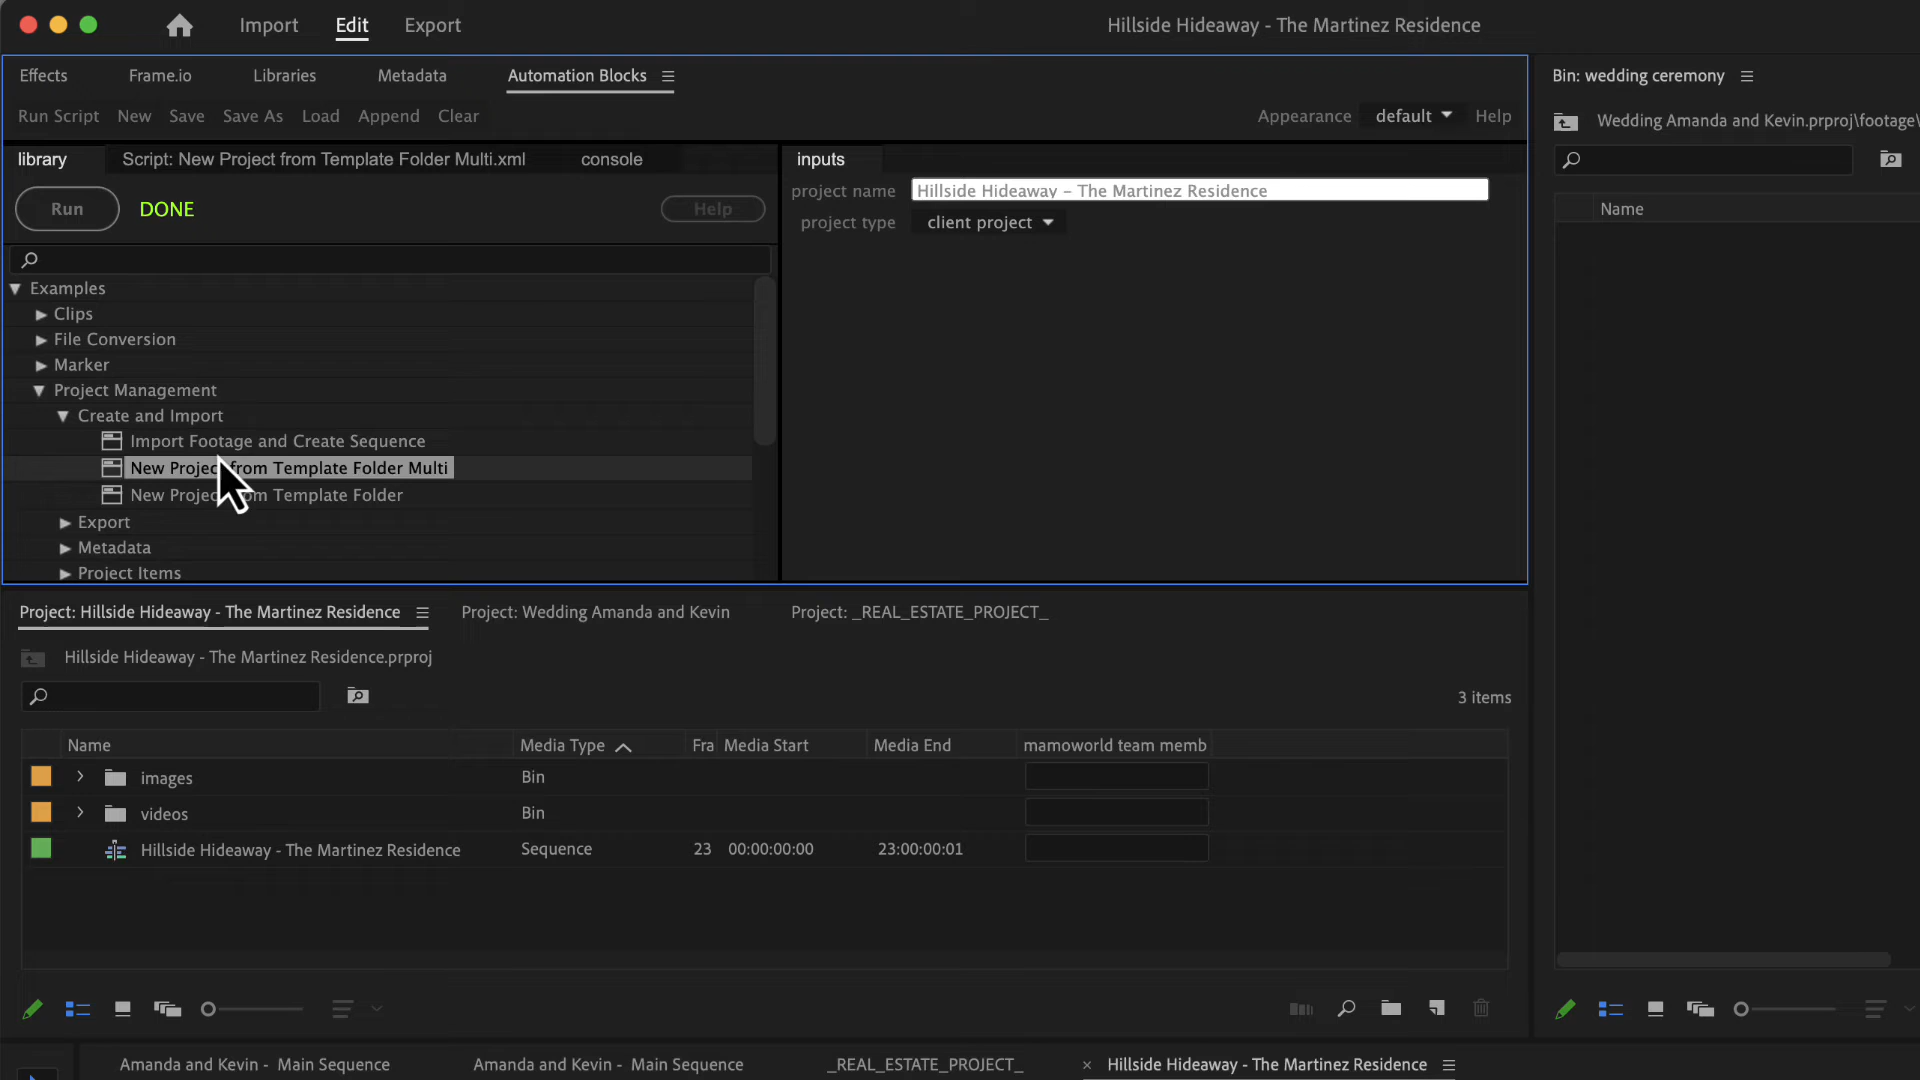 Import Edit Export Hillside Hideaway - The Martinez Residence
Effects Frame.io Libraries Metadata Automation Blocks
Run Script New Save Save As Load Append Clear Appearance default Help
library Script: New Project from Template Folder Multi.xml console
Run DONE Help
Examples
Clips
File Conversion
Marker
Project Management
Create and Import
Import Footage and Create Sequence
New Project from Template Folder Multi
New Project from Template Folder
Export
Metadata
Project Items
inputs
project name Hillside Hideaway – The Martinez Residence
project type client project
Bin: wedding ceremony
Wedding Amanda and Kevin.prproj\footage\
Name
Project: Hillside Hideaway - The Martinez Residence Project: Wedding Amanda and Kevin Project: _REAL_ESTATE_PROJECT_
Hillside Hideaway - The Martinez Residence.prproj
3 items
Name Media Type Fra Media Start Media End mamoworld team memb
images Bin
videos Bin
Hillside Hideaway - The Martinez Residence Sequence 23 00:00:00:00 23:00:00:01
Amanda and Kevin - Main Sequence Amanda and Kevin - Main Sequence _REAL_ESTATE_PROJECT_ × Hillside Hideaway - The Martinez Residence